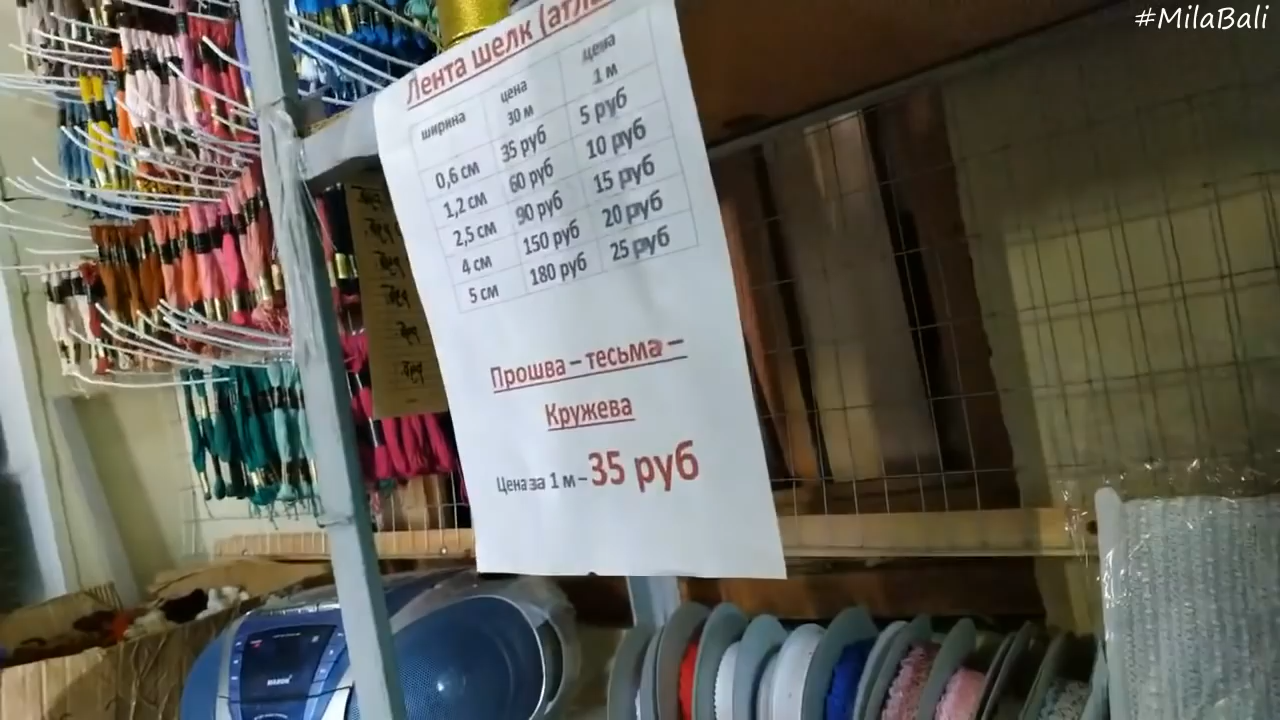 #MilaBali
Лента шелк (атла
ширина цена 30 м цена 1 м
0,6 см 35 руб 5 руб
1,2 см 60 руб 10 руб
2,5 см 90 руб 15 руб
4 см 150 руб 20 руб
5 см 180 руб 25 руб
Прошва – тесьма –
Кружева
Цена за 1 м – 35 руб